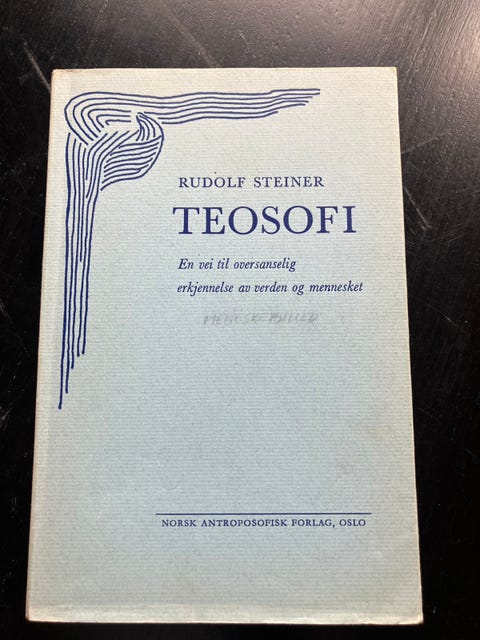 RUDOLF STEINER
TEOSOFI
En vei til oversanselig
erkjennelse av verden og mennesket
NORSK ANTROPOSOFISK FORLAG, OSLO